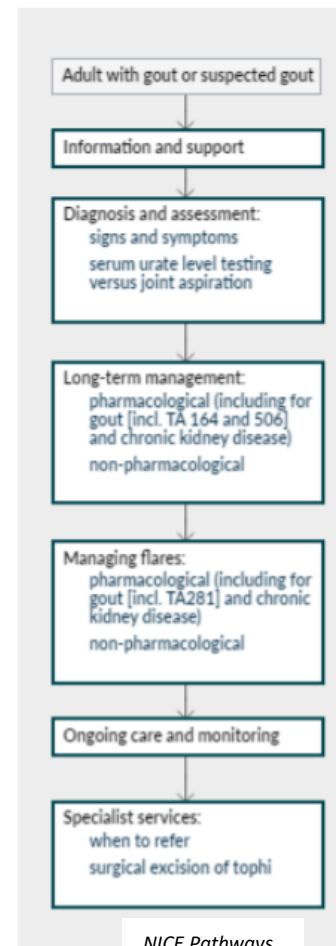 Adult with gout or suspected gout
Information and support
Diagnosis and assessment:
signs and symptoms
serum urate level testing
versus joint aspiration
Long-term management:
pharmacological (including for
gout [incl. TA 164 and 506]
and chronic kidney disease)
non-pharmacological
Managing flares:
pharmacological (including for
gout [incl. TA281] and chronic
kidney disease)
non-pharmacological
Ongoing care and monitoring
Specialist services:
when to refer
surgical excision of tophi
NICE Pathways